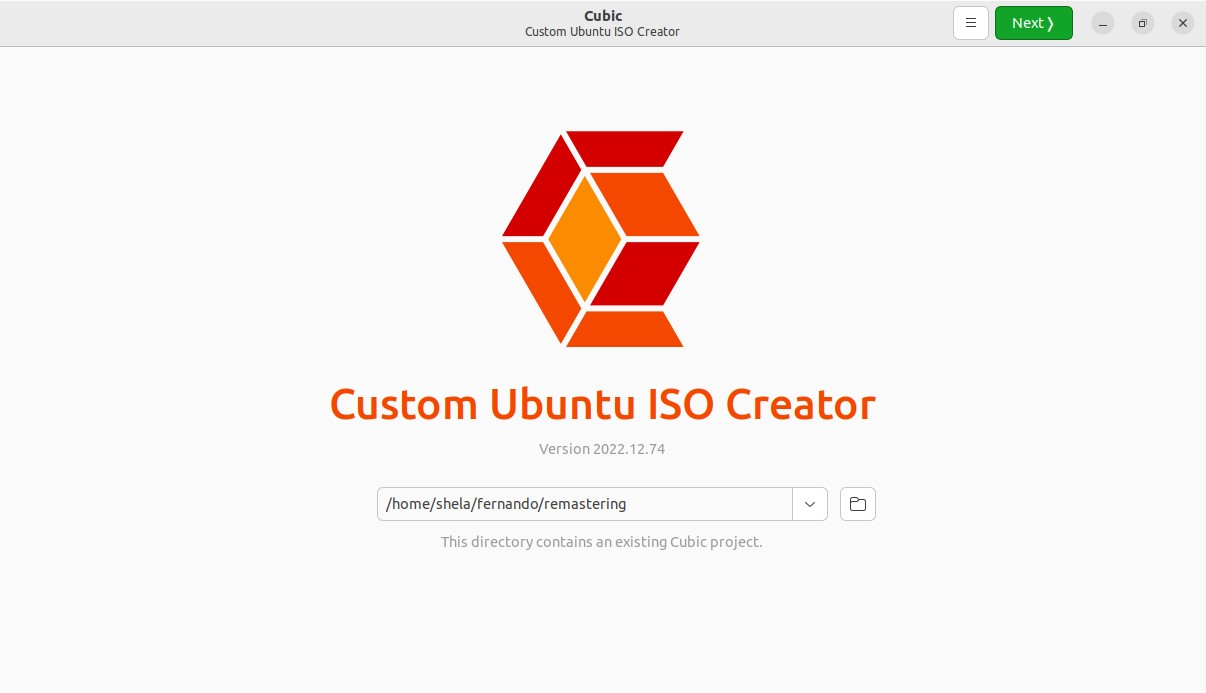 Cubic
Custom Ubuntu ISO Creator
Next ❭
Custom Ubuntu ISO Creator
Version 2022.12.74
/home/shela/fernando/remastering
This directory contains an existing Cubic project.